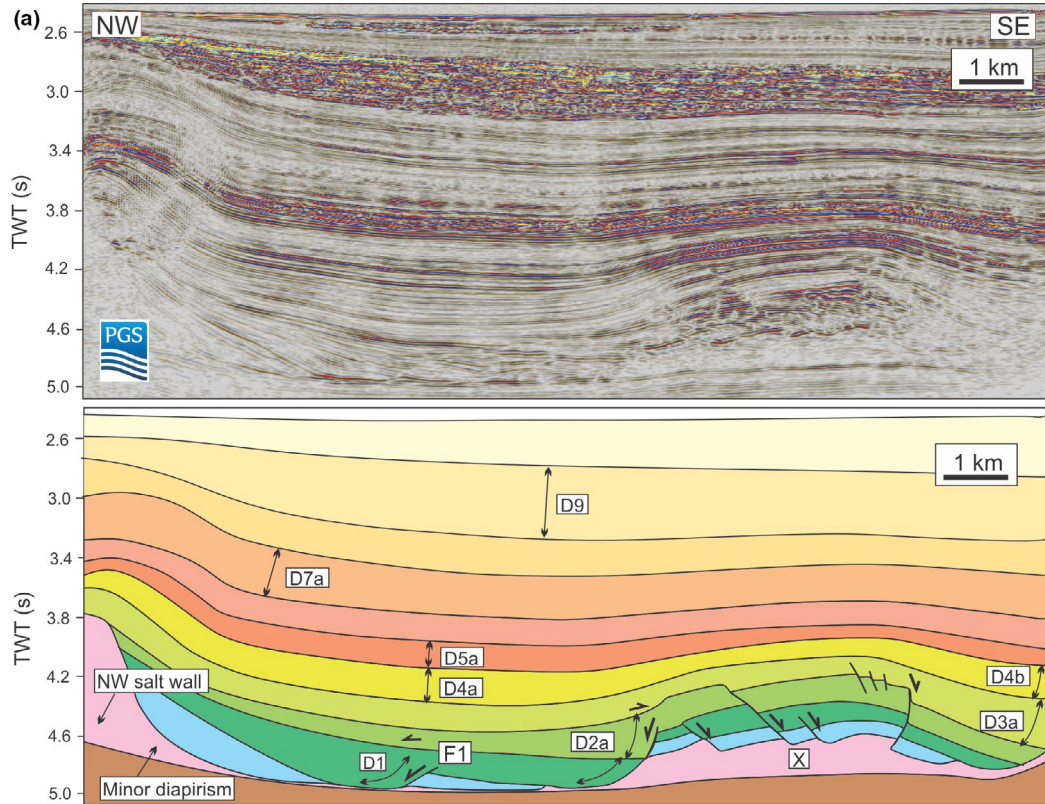 (a)
NW
SE
1 km
2.6
3.0
3.4
3.8
4.2
4.6
5.0
TWT (s)
PGS
2.6
3.0
3.4
3.8
4.2
4.6
5.0
TWT (s)
1 km
D9
D7a
D5a
D4a
D4b
NW salt wall
D3a
D2a
D1
F1
X
Minor diapirism